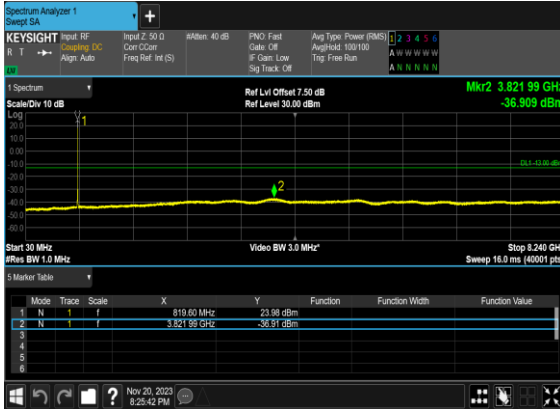 Spectrum Analyzer 1
Swept SA
+
KEYSIGHT
R T
Input: RF
Coupling: DC
Align: Auto
Input Z: 50 Ω
Corr CCorr
Freq Ref: Int (S)
#Atten: 40 dB
PNO: Fast
Gate: Off
IF Gain: Low
Sig Track: Off
Avg Type: Power (RMS)
Avg|Hold: 100/100
Trig: Free Run
1 2 3 4 5 6
A W W W W W
A N N N N N
1 Spectrum
Scale/Div 10 dB
Ref Lvl Offset 7.50 dB
Ref Level 30.00 dBm
Mkr2 3.821 99 GHz
-36.909 dBm
Log
20.0
10.0
0.00
-10.0
-20.0
-30.0
-40.0
-50.0
-60.0
1
2
DL1 -13.00 dBm
Start 30 MHz
#Res BW 1.0 MHz
Video BW 3.0 MHz*
Stop 8.240 GH
Sweep 16.0 ms (40001 pts
5 Marker Table
Mode Trace Scale X Y Function Function Width Function Value
1 N 1 f 819.60 MHz 23.98 dBm
2 N 1 f 3.821 99 GHz -36.91 dBm
3
4
5
6
?
Nov 20, 2023
8:25:42 PM